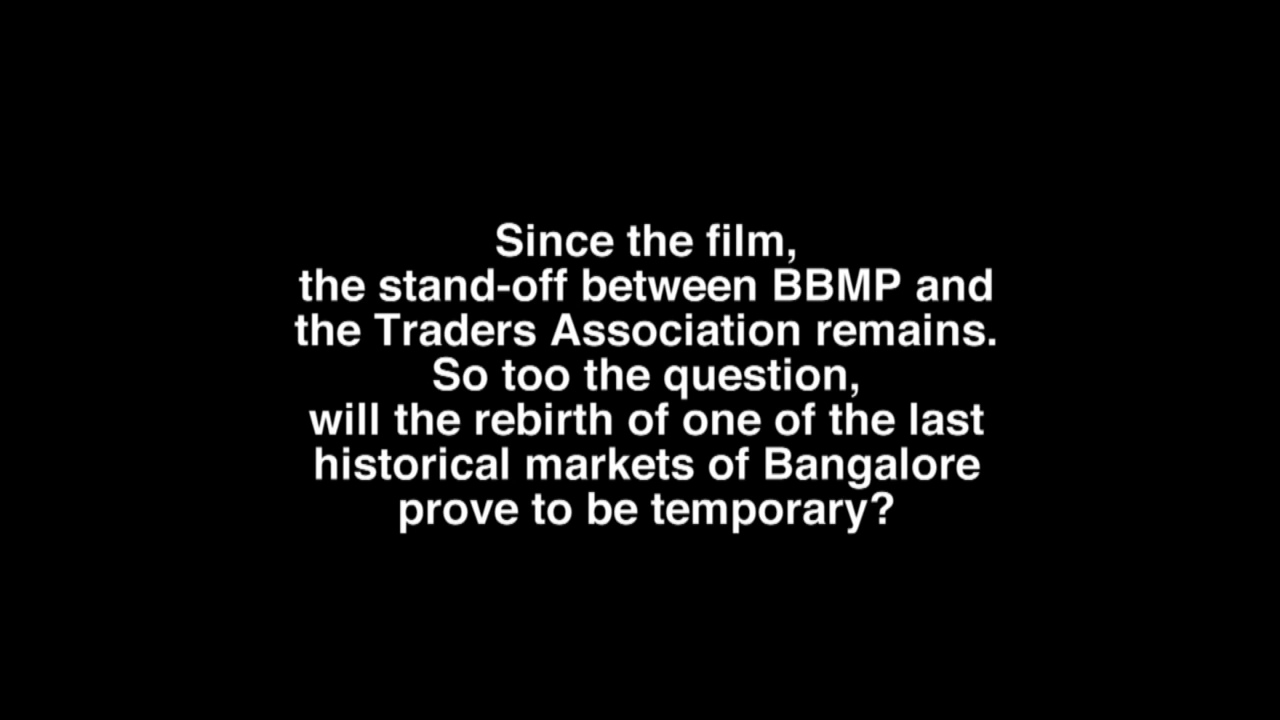 Since the film,
the stand-off between BBMP and
the Traders Association remains.
So too the question,
will the rebirth of one of the last
historical markets of Bangalore
prove to be temporary?